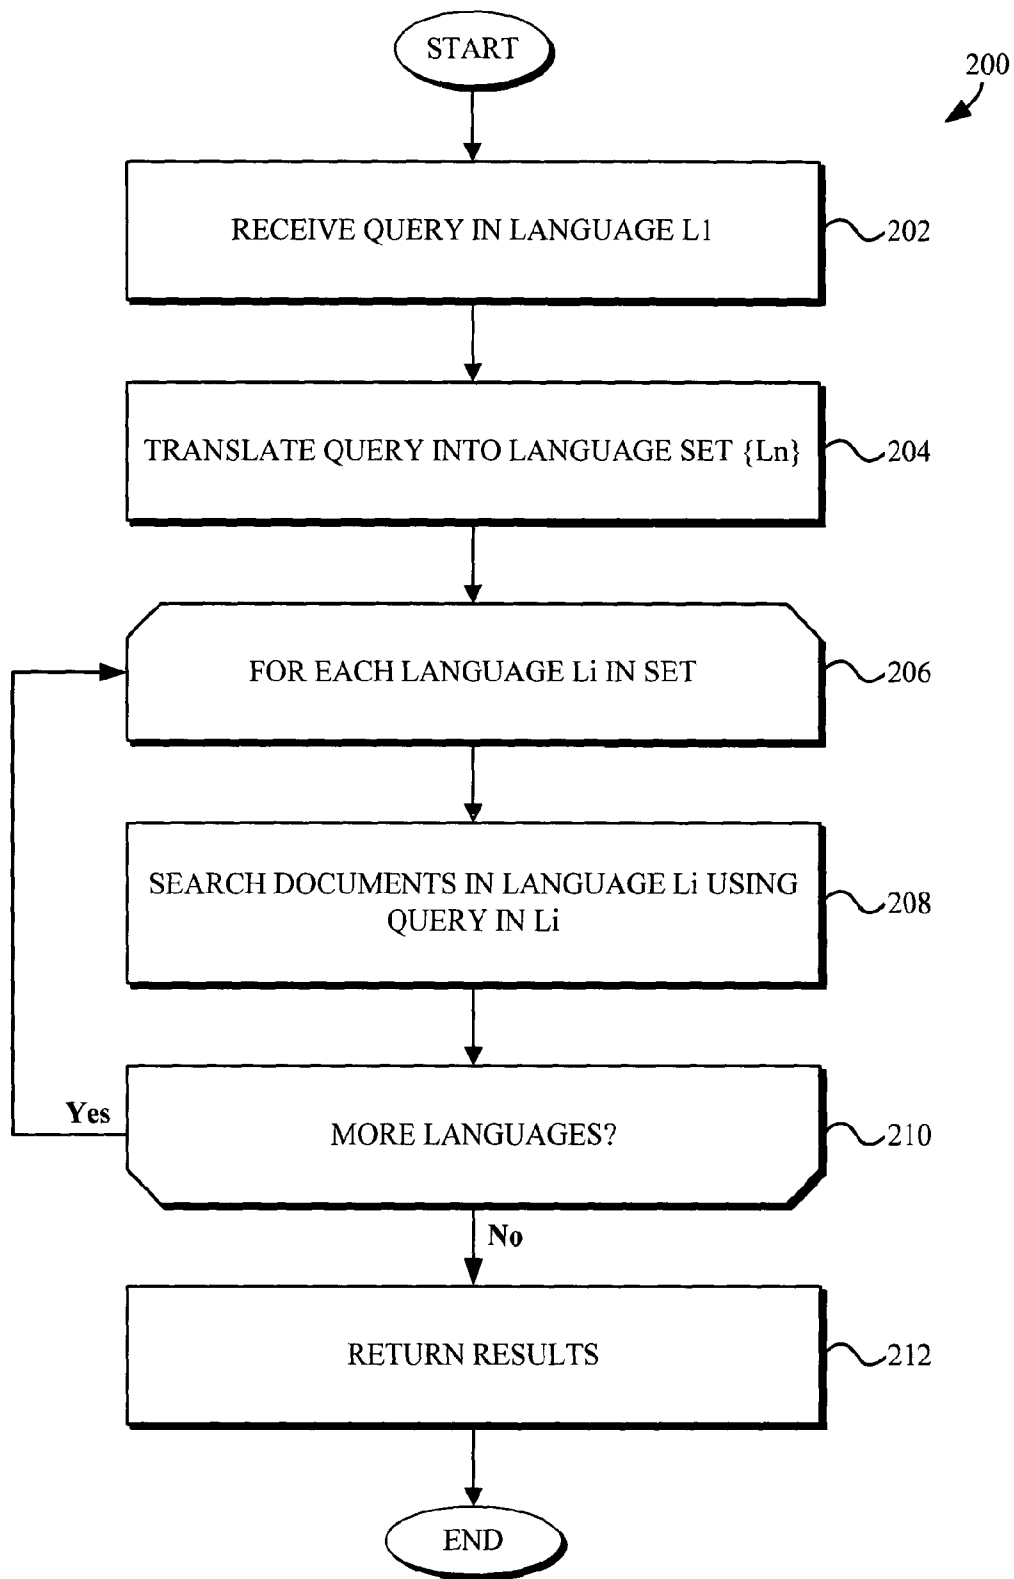 START
200
RECEIVE QUERY IN LANGUAGE L1
202
TRANSLATE QUERY INTO LANGUAGE SET {Ln}
204
FOR EACH LANGUAGE Li IN SET
206
SEARCH DOCUMENTS IN LANGUAGE Li USING
QUERY IN Li
208
Yes
MORE LANGUAGES?
210
No
RETURN RESULTS
212
END